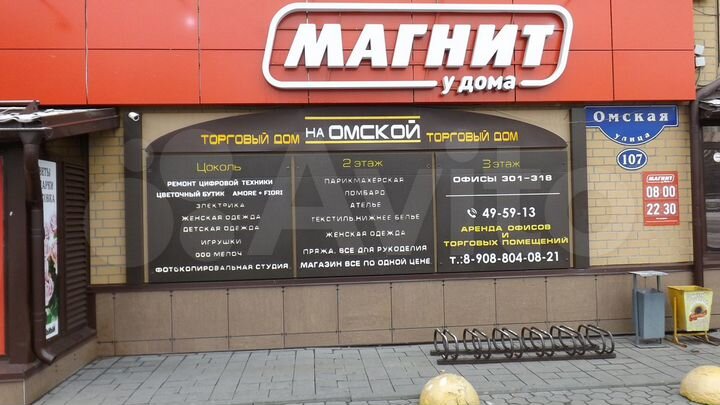 МАГНИТ
у дома
ТОРГОВЫЙ ДОМ НА ОМСКОЙ ТОРГОВЫЙ ДОМ
Цоколь
РЕМОНТ ЦИФРОВОЙ ТЕХНИКИ
ЦВЕТОЧНЫЙ БУТИК AMORE + FIORI
ЭЛЕКТРИКА
ЖЕНСКАЯ ОДЕЖДА
ДЕТСКАЯ ОДЕЖДА
ИГРУШКИ
ООО МЕЛОЧ
ФОТОКОПИРОВАЛЬНАЯ СТУДИЯ.
2 этаж
ПАРИКМАХЕРСКАЯ
ЛОМБАРД
АТЕЛЬЕ
ТЕКСТИЛЬ.НИЖНЕЕ БЕЛЬЕ
ЖЕНСКАЯ ОДЕЖДА
ПРЯЖА. ВСЕ ДЛЯ РУКОДЕЛИЯ
МАГАЗИН ВСЕ ПО ОДНОЙ ЦЕНЕ.
3 этаж
ОФИСЫ 301-318
49-59-13
АРЕНДА ОФИСОВ
И
ТОРГОВЫХ ПОМЕЩЕНИЙ
Т.:8-908-804-08-21
Омская
улица
107
МАГНИТ
08:00
22:30
Avito